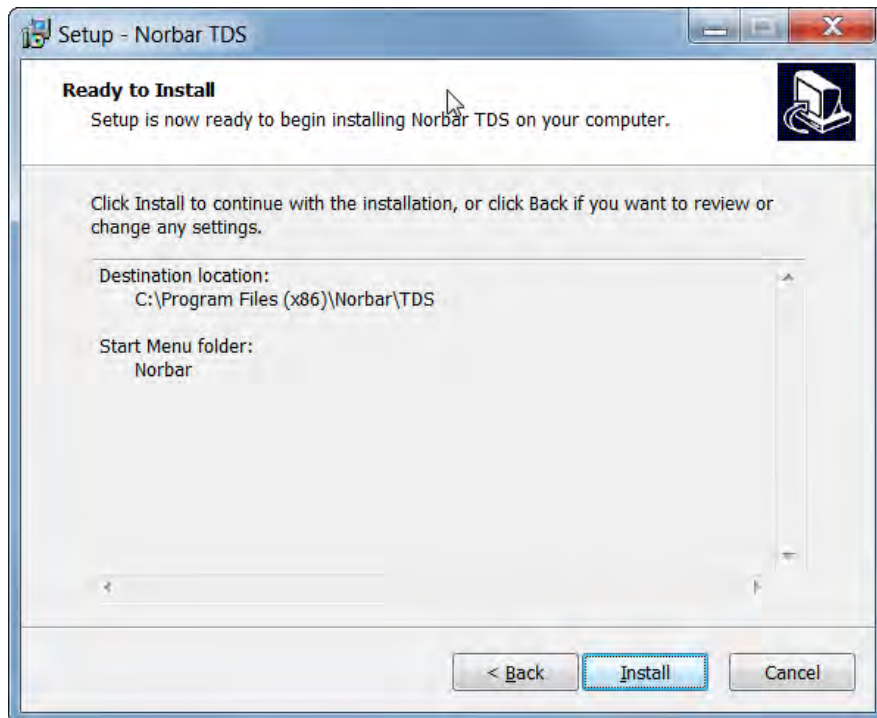 Setup - Norbar TDS
Ready to Install
Setup is now ready to begin installing Norbar TDS on your computer.
Click Install to continue with the installation, or click Back if you want to review or
change any settings.
Destination location:
C:\Program Files (x86)\Norbar\TDS
Start Menu folder:
Norbar
< Back
Install
Cancel